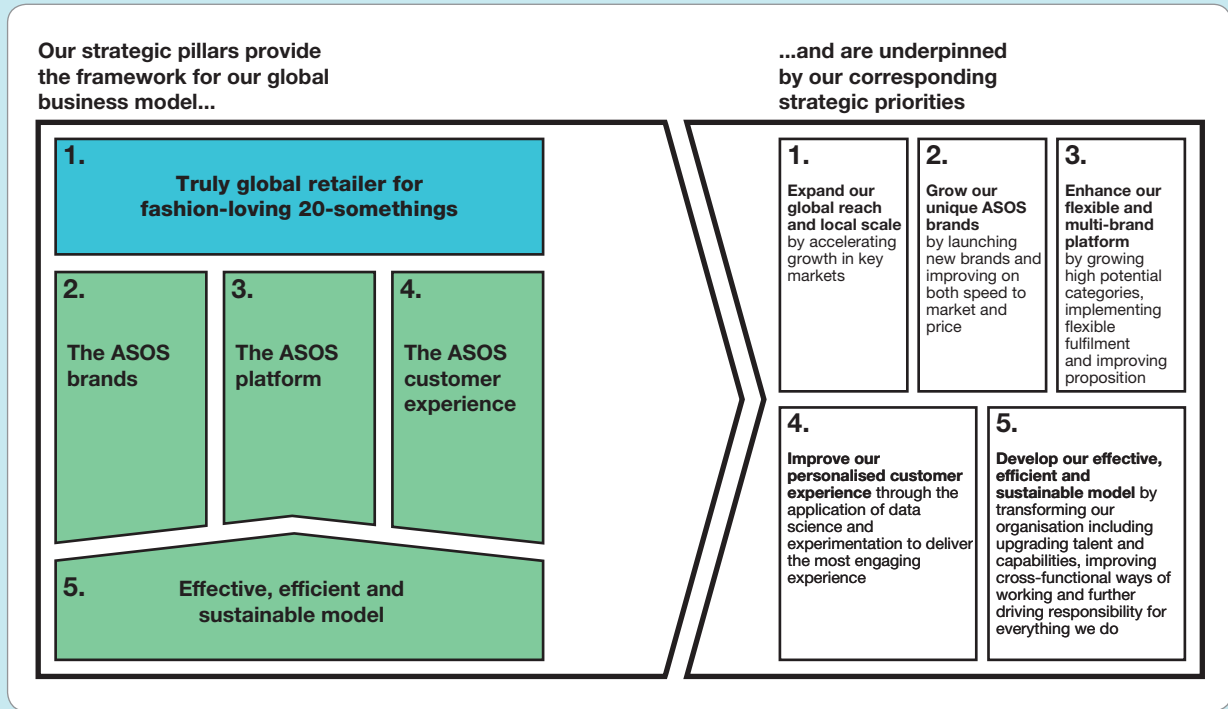 Our strategic pillars provide
the framework for our global
business model...
1.
Truly global retailer for
fashion-loving 20-somethings
2.
The ASOS
brands
3.
The ASOS
platform
4.
The ASOS
customer
experience
5.
Effective, efficient and
sustainable model
...and are underpinned
by our corresponding
strategic priorities
1.
Expand our
global reach
and local scale
by accelerating
growth in key
markets
2.
Grow our
unique ASOS
brands
by launching
new brands and
improving on
both speed to
market and
price
3.
Enhance our
flexible and
multi-brand
platform
by growing
high potential
categories,
implementing
flexible
fulfilment
and improving
proposition
4.
Improve our
personalised customer
experience through the
application of data
science and
experimentation to deliver
the most engaging
experience
5.
Develop our effective,
efficient and
sustainable model by
transforming our
organisation including
upgrading talent and
capabilities, improving
cross-functional ways of
working and further
driving responsibility for
everything we do